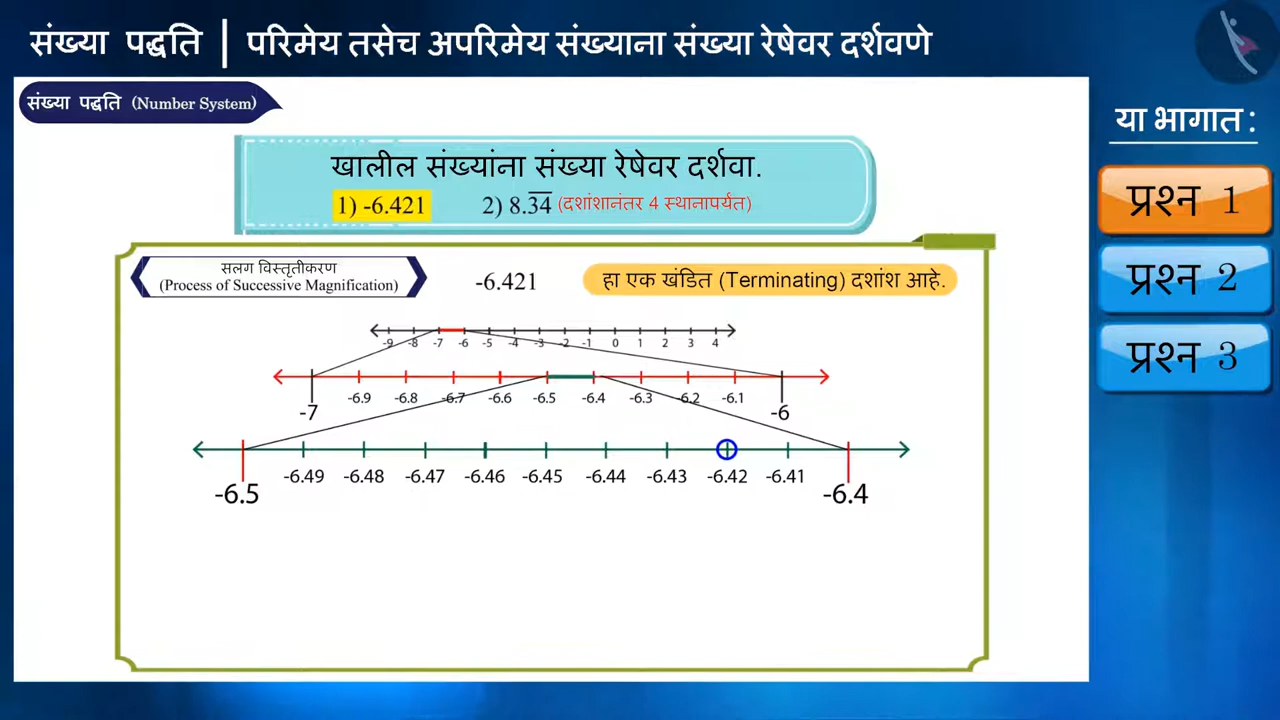 संख्या पद्धति | परिमेय तसेच अपरिमेय संख्याना संख्या रेषेवर दर्शवणे
संख्या पद्धति (Number System)
या भागात :
खालील संख्यांना संख्या रेषेवर दर्शवा.
1) -6.421 2) 8.3̅4̅ (दशांशानंतर 4 स्थानापर्यंत)
प्रश्न 1
प्रश्न 2
प्रश्न 3
सलग विस्तृतीकरण
(Process of Successive Magnification)
-6.421
हा एक खंडित (Terminating) दशांश आहे.
-9 -8 -7 -6 -5 -4 -3 -2 -1 0 1 2 3 4
-7 -6.9 -6.8 -6.7 -6.6 -6.5 -6.4 -6.3 -6.2 -6.1 -6
-6.5 -6.49 -6.48 -6.47 -6.46 -6.45 -6.44 -6.43 -6.42 -6.41 -6.4